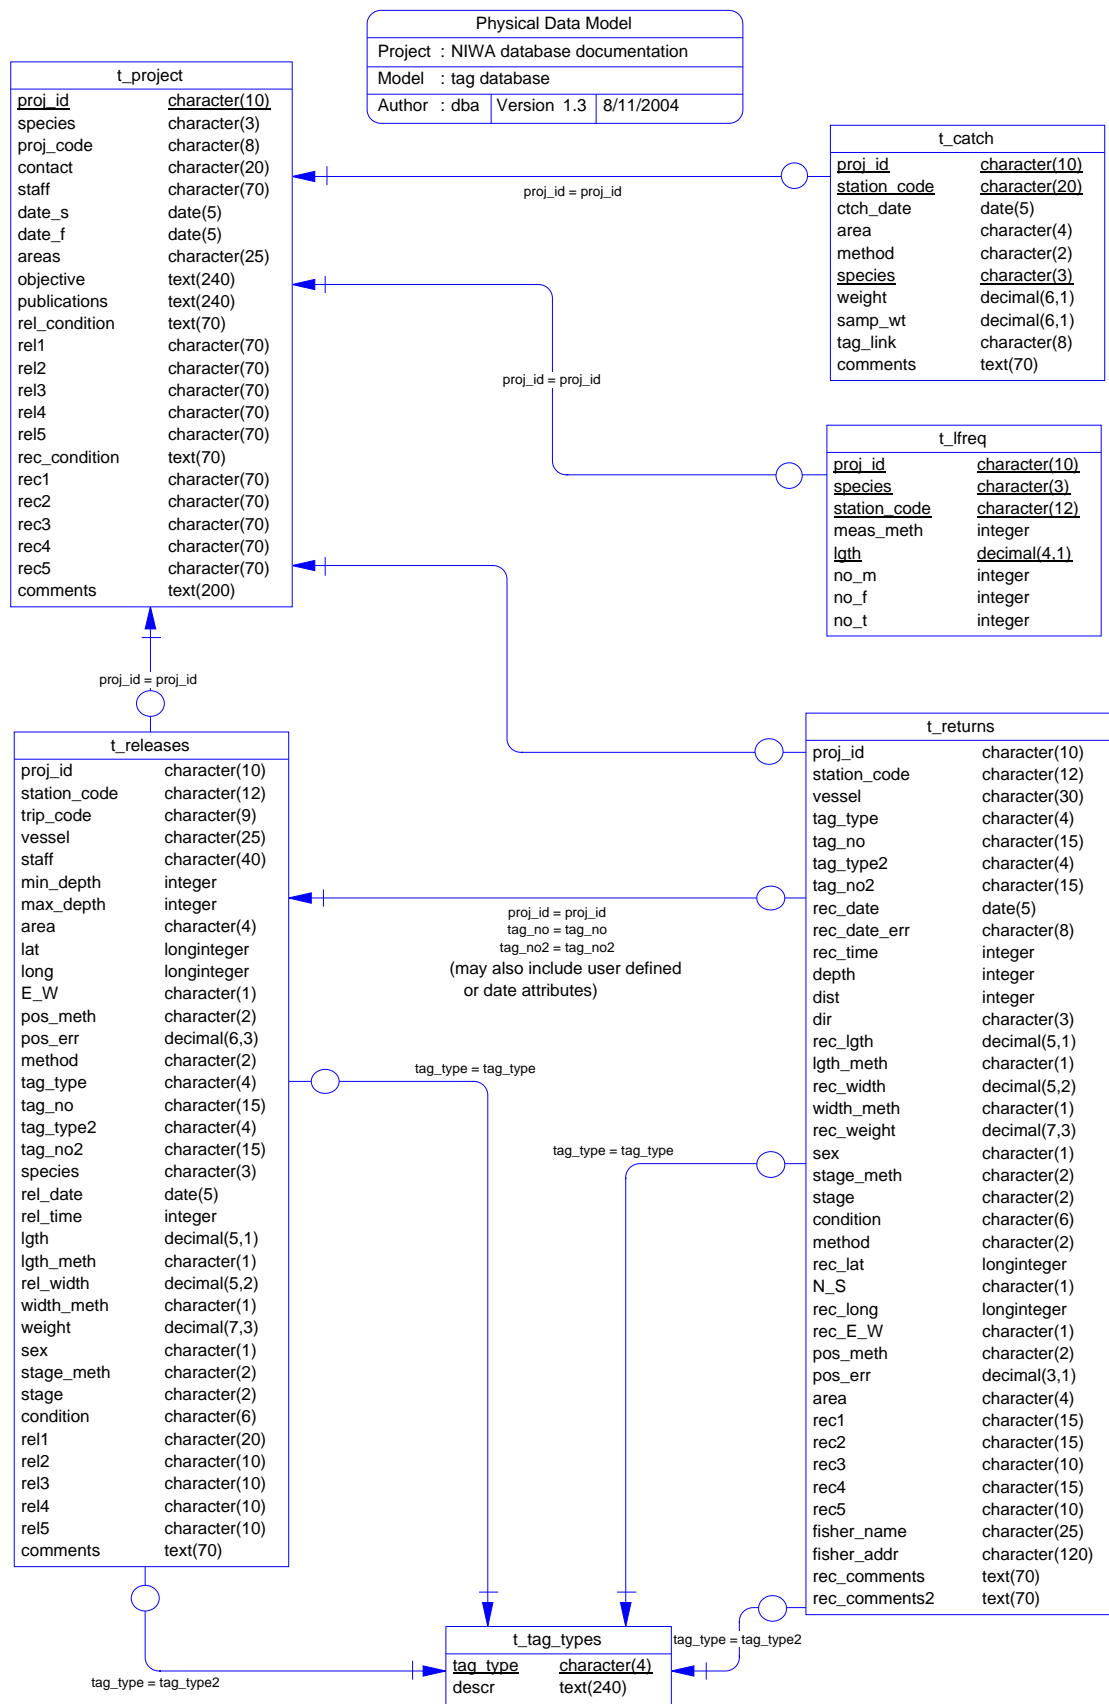 Physical Data Model
Project : NIWA database documentation
Model : tag database
Author : dba Version 1.3 8/11/2004
t_project
proj_id character(10)
species character(3)
proj_code character(8)
contact character(20)
staff character(70)
date_s date(5)
date_f date(5)
areas character(25)
objective text(240)
publications text(240)
rel_condition text(70)
rel1 character(70)
rel2 character(70)
rel3 character(70)
rel4 character(70)
rel5 character(70)
rec_condition text(70)
rec1 character(70)
rec2 character(70)
rec3 character(70)
rec4 character(70)
rec5 character(70)
comments text(200)
t_catch
proj_id character(10)
station_code character(20)
ctch_date date(5)
area character(4)
method character(2)
species character(3)
weight decimal(6,1)
samp_wt decimal(6,1)
tag_link character(8)
comments text(70)
proj_id = proj_id
proj_id = proj_id
t_lfreq
proj_id character(10)
species character(3)
station_code character(12)
meas_meth integer
lgth decimal(4,1)
no_m integer
no_f integer
no_t integer
proj_id = proj_id
t_releases
proj_id character(10)
station_code character(12)
trip_code character(9)
vessel character(25)
staff character(40)
min_depth integer
max_depth integer
area character(4)
lat longinteger
long longinteger
E_W character(1)
pos_meth character(2)
pos_err decimal(6,3)
method character(2)
tag_type character(4)
tag_no character(15)
tag_type2 character(4)
tag_no2 character(15)
species character(3)
rel_date date(5)
rel_time integer
lgth decimal(5,1)
lgth_meth character(1)
rel_width decimal(5,2)
width_meth character(1)
weight decimal(7,3)
sex character(1)
stage_meth character(2)
stage character(2)
condition character(6)
rel1 character(20)
rel2 character(10)
rel3 character(10)
rel4 character(10)
rel5 character(10)
comments text(70)
proj_id = proj_id
tag_no = tag_no
tag_no2 = tag_no2
(may also include user defined
or date attributes)
tag_type = tag_type
tag_type = tag_type
t_returns
proj_id character(10)
station_code character(12)
vessel character(30)
tag_type character(4)
tag_no character(15)
tag_type2 character(4)
tag_no2 character(15)
rec_date date(5)
rec_date_err character(8)
rec_time integer
depth integer
dist integer
dir character(3)
rec_lgth decimal(5,1)
lgth_meth character(1)
rec_width decimal(5,2)
width_meth character(1)
rec_weight decimal(7,3)
sex character(1)
stage_meth character(2)
stage character(2)
condition character(6)
method character(2)
rec_lat longinteger
N_S character(1)
rec_long longinteger
rec_E_W character(1)
pos_meth character(2)
pos_err decimal(3,1)
area character(4)
rec1 character(15)
rec2 character(15)
rec3 character(10)
rec4 character(15)
rec5 character(10)
fisher_name character(25)
fisher_addr character(120)
rec_comments text(70)
rec_comments2 text(70)
tag_type = tag_type2
t_tag_types
tag_type character(4)
descr text(240)
tag_type = tag_type2